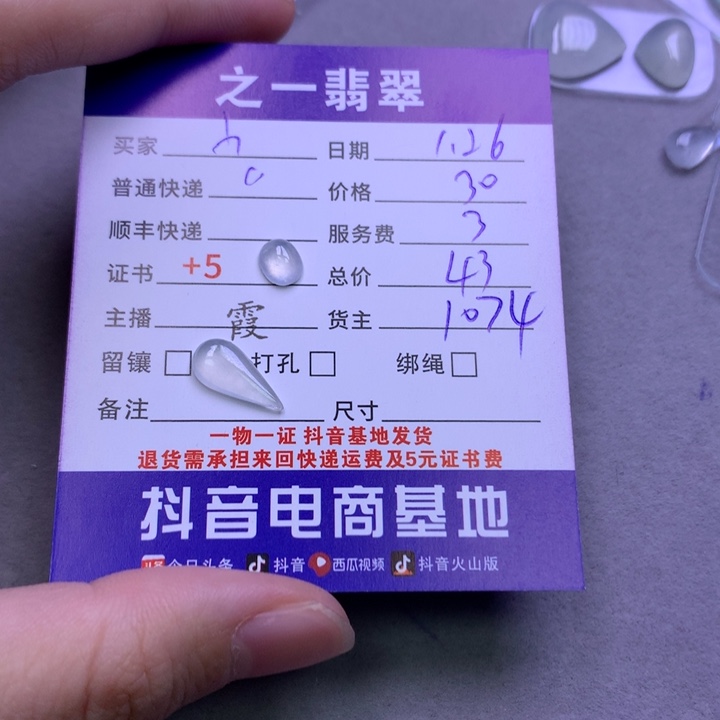 之一翡翠
买家 日期 1.26
普通快递 价格 30
顺丰快递 服务费 3
证书 +5 总价 43
主播 霞 货主 1074
留镶 打孔 绑绳
备注 尺寸
一物一证 抖音基地发货
退货需承担来回快递运费及5元证书费
抖音电商基地
今日头条 抖音 西瓜视频 抖音火山版